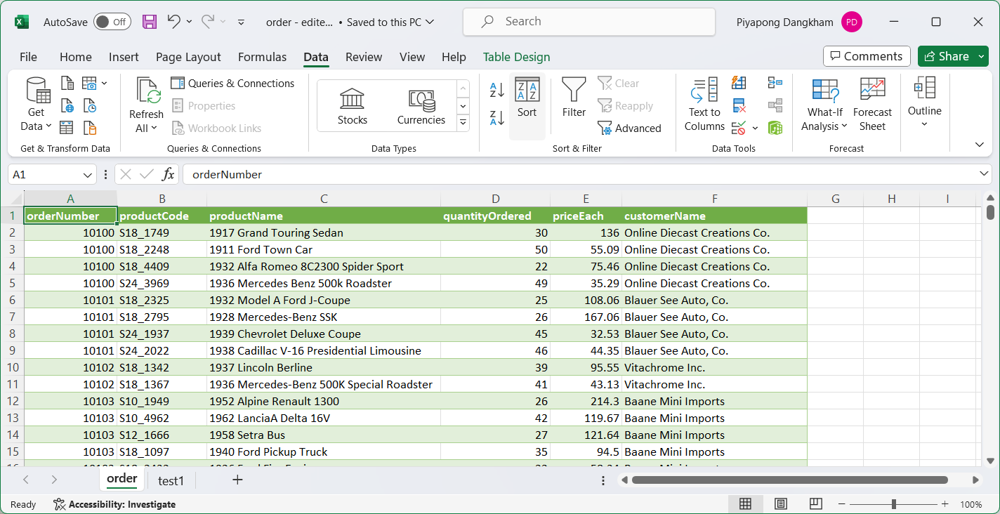 AutoSave Off order - edite... • Saved to this PC Search Piyapong Dangkham PD
File Home Insert Page Layout Formulas Data Review View Help Table Design Comments Share
Get Data
Get & Transform Data
Refresh All
Queries & Connections
Properties
Workbook Links
Queries & Connections
Stocks
Currencies
Data Types
Sort
Filter
Clear
Reapply
Advanced
Sort & Filter
Text to Columns
Data Tools
What-If Analysis
Forecast Sheet
Forecast
Outline
A1 fx orderNumber
A B C D E F G H I
1 orderNumber productCode productName quantityOrdered priceEach customerName
2 10100 S18_1749 1917 Grand Touring Sedan 30 136 Online Diecast Creations Co.
3 10100 S18_2248 1911 Ford Town Car 50 55.09 Online Diecast Creations Co.
4 10100 S18_4409 1932 Alfa Romeo 8C2300 Spider Sport 22 75.46 Online Diecast Creations Co.
5 10100 S24_3969 1936 Mercedes Benz 500k Roadster 49 35.29 Online Diecast Creations Co.
6 10101 S18_2325 1932 Model A Ford J-Coupe 25 108.06 Blauer See Auto, Co.
7 10101 S18_2795 1928 Mercedes-Benz SSK 26 167.06 Blauer See Auto, Co.
8 10101 S24_1937 1939 Chevrolet Deluxe Coupe 45 32.53 Blauer See Auto, Co.
9 10101 S24_2022 1938 Cadillac V-16 Presidential Limousine 46 44.35 Blauer See Auto, Co.
10 10102 S18_1342 1937 Lincoln Berline 39 95.55 Vitachrome Inc.
11 10102 S18_1367 1936 Mercedes-Benz 500K Special Roadster 41 43.13 Vitachrome Inc.
12 10103 S10_1949 1952 Alpine Renault 1300 26 214.3 Baane Mini Imports
13 10103 S10_4962 1962 LanciaA Delta 16V 42 119.67 Baane Mini Imports
14 10103 S12_1666 1958 Setra Bus 27 121.64 Baane Mini Imports
15 10103 S18_1097 1940 Ford Pickup Truck 35 94.5 Baane Mini Imports
order test1
Ready Accessibility: Investigate 100%